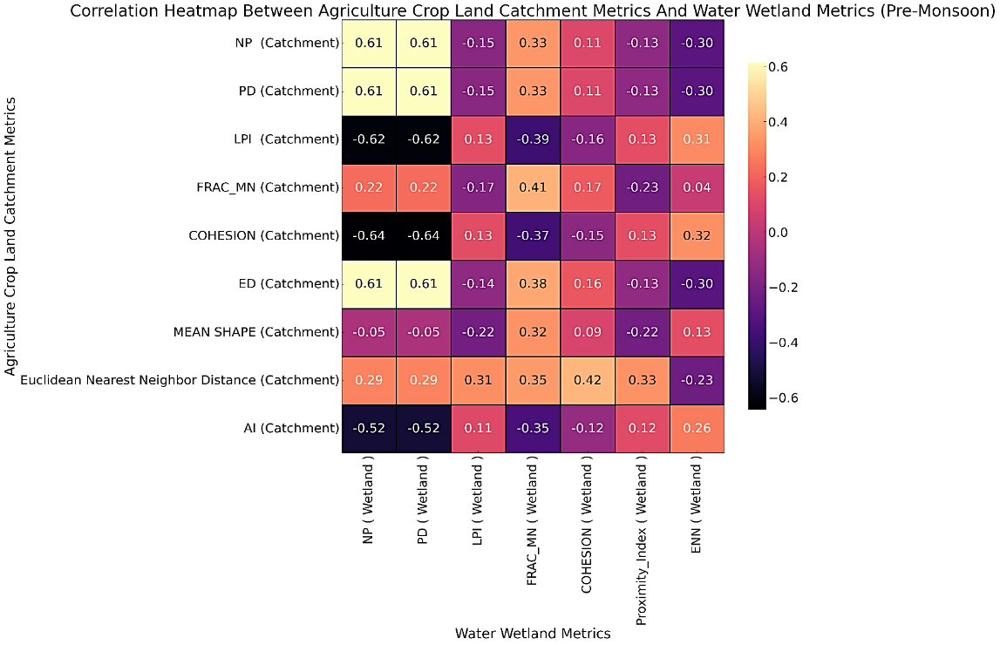 Correlation Heatmap Between Agriculture Crop Land Catchment Metrics And Water Wetland Metrics (Pre-Monsoon)
Agriculture Crop Land Catchment Metrics
NP (Catchment) 0.61 0.61 -0.15 0.33 0.11 -0.13 -0.30
PD (Catchment) 0.61 0.61 -0.15 0.33 0.11 -0.13 -0.30
LPI (Catchment) -0.62 -0.62 0.13 -0.39 -0.16 0.13 0.31
FRAC_MN (Catchment) 0.22 0.22 -0.17 0.41 0.17 -0.23 0.04
COHESION (Catchment) -0.64 -0.64 0.13 -0.37 -0.15 0.13 0.32
ED (Catchment) 0.61 0.61 -0.14 0.38 0.16 -0.13 -0.30
MEAN SHAPE (Catchment) -0.05 -0.05 -0.22 0.32 0.09 -0.22 0.13
Euclidean Nearest Neighbor Distance (Catchment) 0.29 0.29 0.31 0.35 0.42 0.33 -0.23
AI (Catchment) -0.52 -0.52 0.11 -0.35 -0.12 0.12 0.26
NP ( Wetland )
PD ( Wetland )
LPI ( Wetland )
FRAC_MN ( Wetland )
COHESION ( Wetland )
Proximity_Index ( Wetland )
ENN ( Wetland )
Water Wetland Metrics
0.6
0.4
0.2
0.0
−0.2
−0.4
−0.6